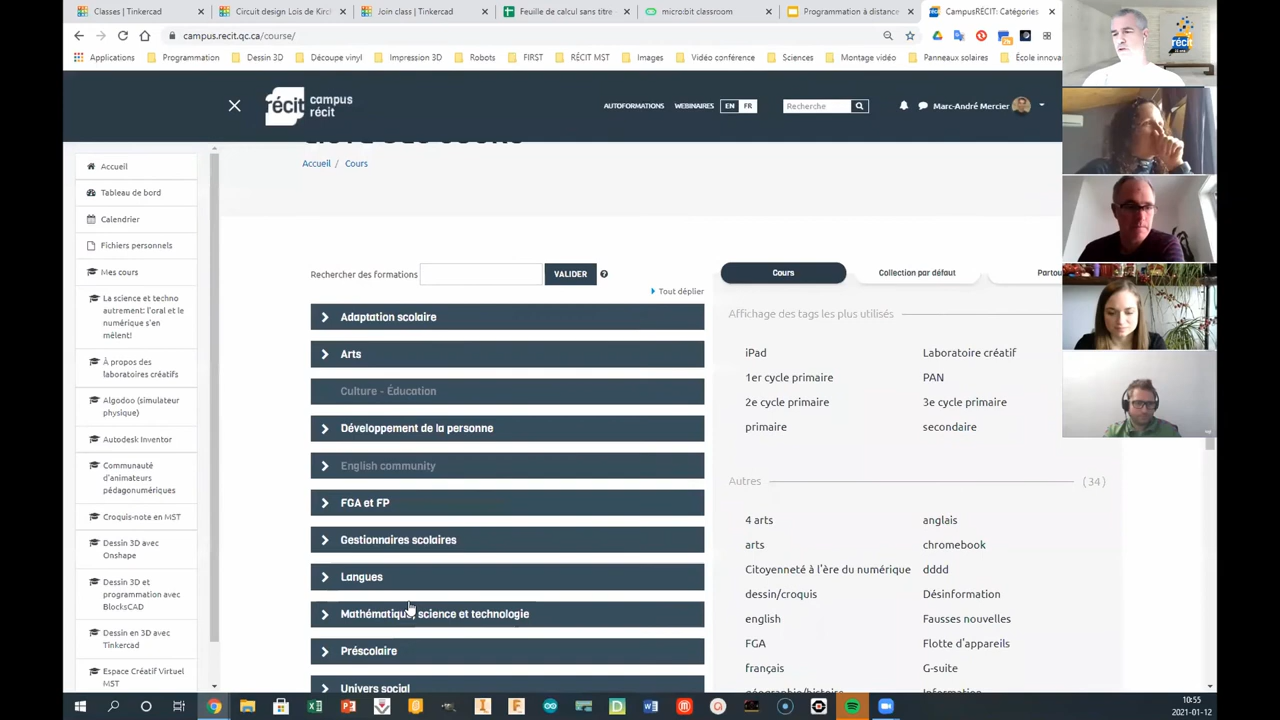 Classes | Tinkercad
Circuit design Lois de Kirch
Join class | Tinkercad
Feuille de calcul sans titre
micro:bit classroom
Programmation à distance
CampusRÉCIT: Catégories
campus.recit.qc.ca/course/
Applications
Programmation
Dessin 3D
Découpe vinyl
Impression 3D
Robots
FIRST
RÉCIT MST
Images
Vidéo conférence
Sciences
Montage vidéo
Panneaux solaires
École innova
récit
récit campus récit
AUTOFORMATIONS WEBINAIRES EN FR
Recherche
Marc-André Mercier
Accueil / Cours
Accueil
Tableau de bord
Calendrier
Fichiers personnels
Mes cours
La science et techno
autrement: l'oral et le
numérique s'en
mêlent!
À propos des
laboratoires créatifs
Algodoo (simulateur
physique)
Autodesk Inventor
Communauté
d'animateurs
pédagonumériques
Croquis-note en MST
Dessin 3D avec
Onshape
Dessin 3D et
programmation avec
BlocksCAD
Dessin en 3D avec
Tinkercad
Espace Créatif Virtuel
MST
Rechercher des formations VALIDER
Tout déplier
Adaptation scolaire
Arts
Culture - Éducation
Développement de la personne
English community
FGA et FP
Gestionnaires scolaires
Langues
Mathématique, science et technologie
Préscolaire
Univers social
Cours Collection par défaut Partou
Affichage des tags les plus utilisés
iPad Laboratoire créatif
1er cycle primaire PAN
2e cycle primaire 3e cycle primaire
primaire secondaire
Autres (34)
4 arts anglais
arts chromebook
Citoyenneté à l'ère du numérique dddd
dessin/croquis Désinformation
english Fausses nouvelles
FGA Flotte d'appareils
français G-suite
10:55
2021-01-12